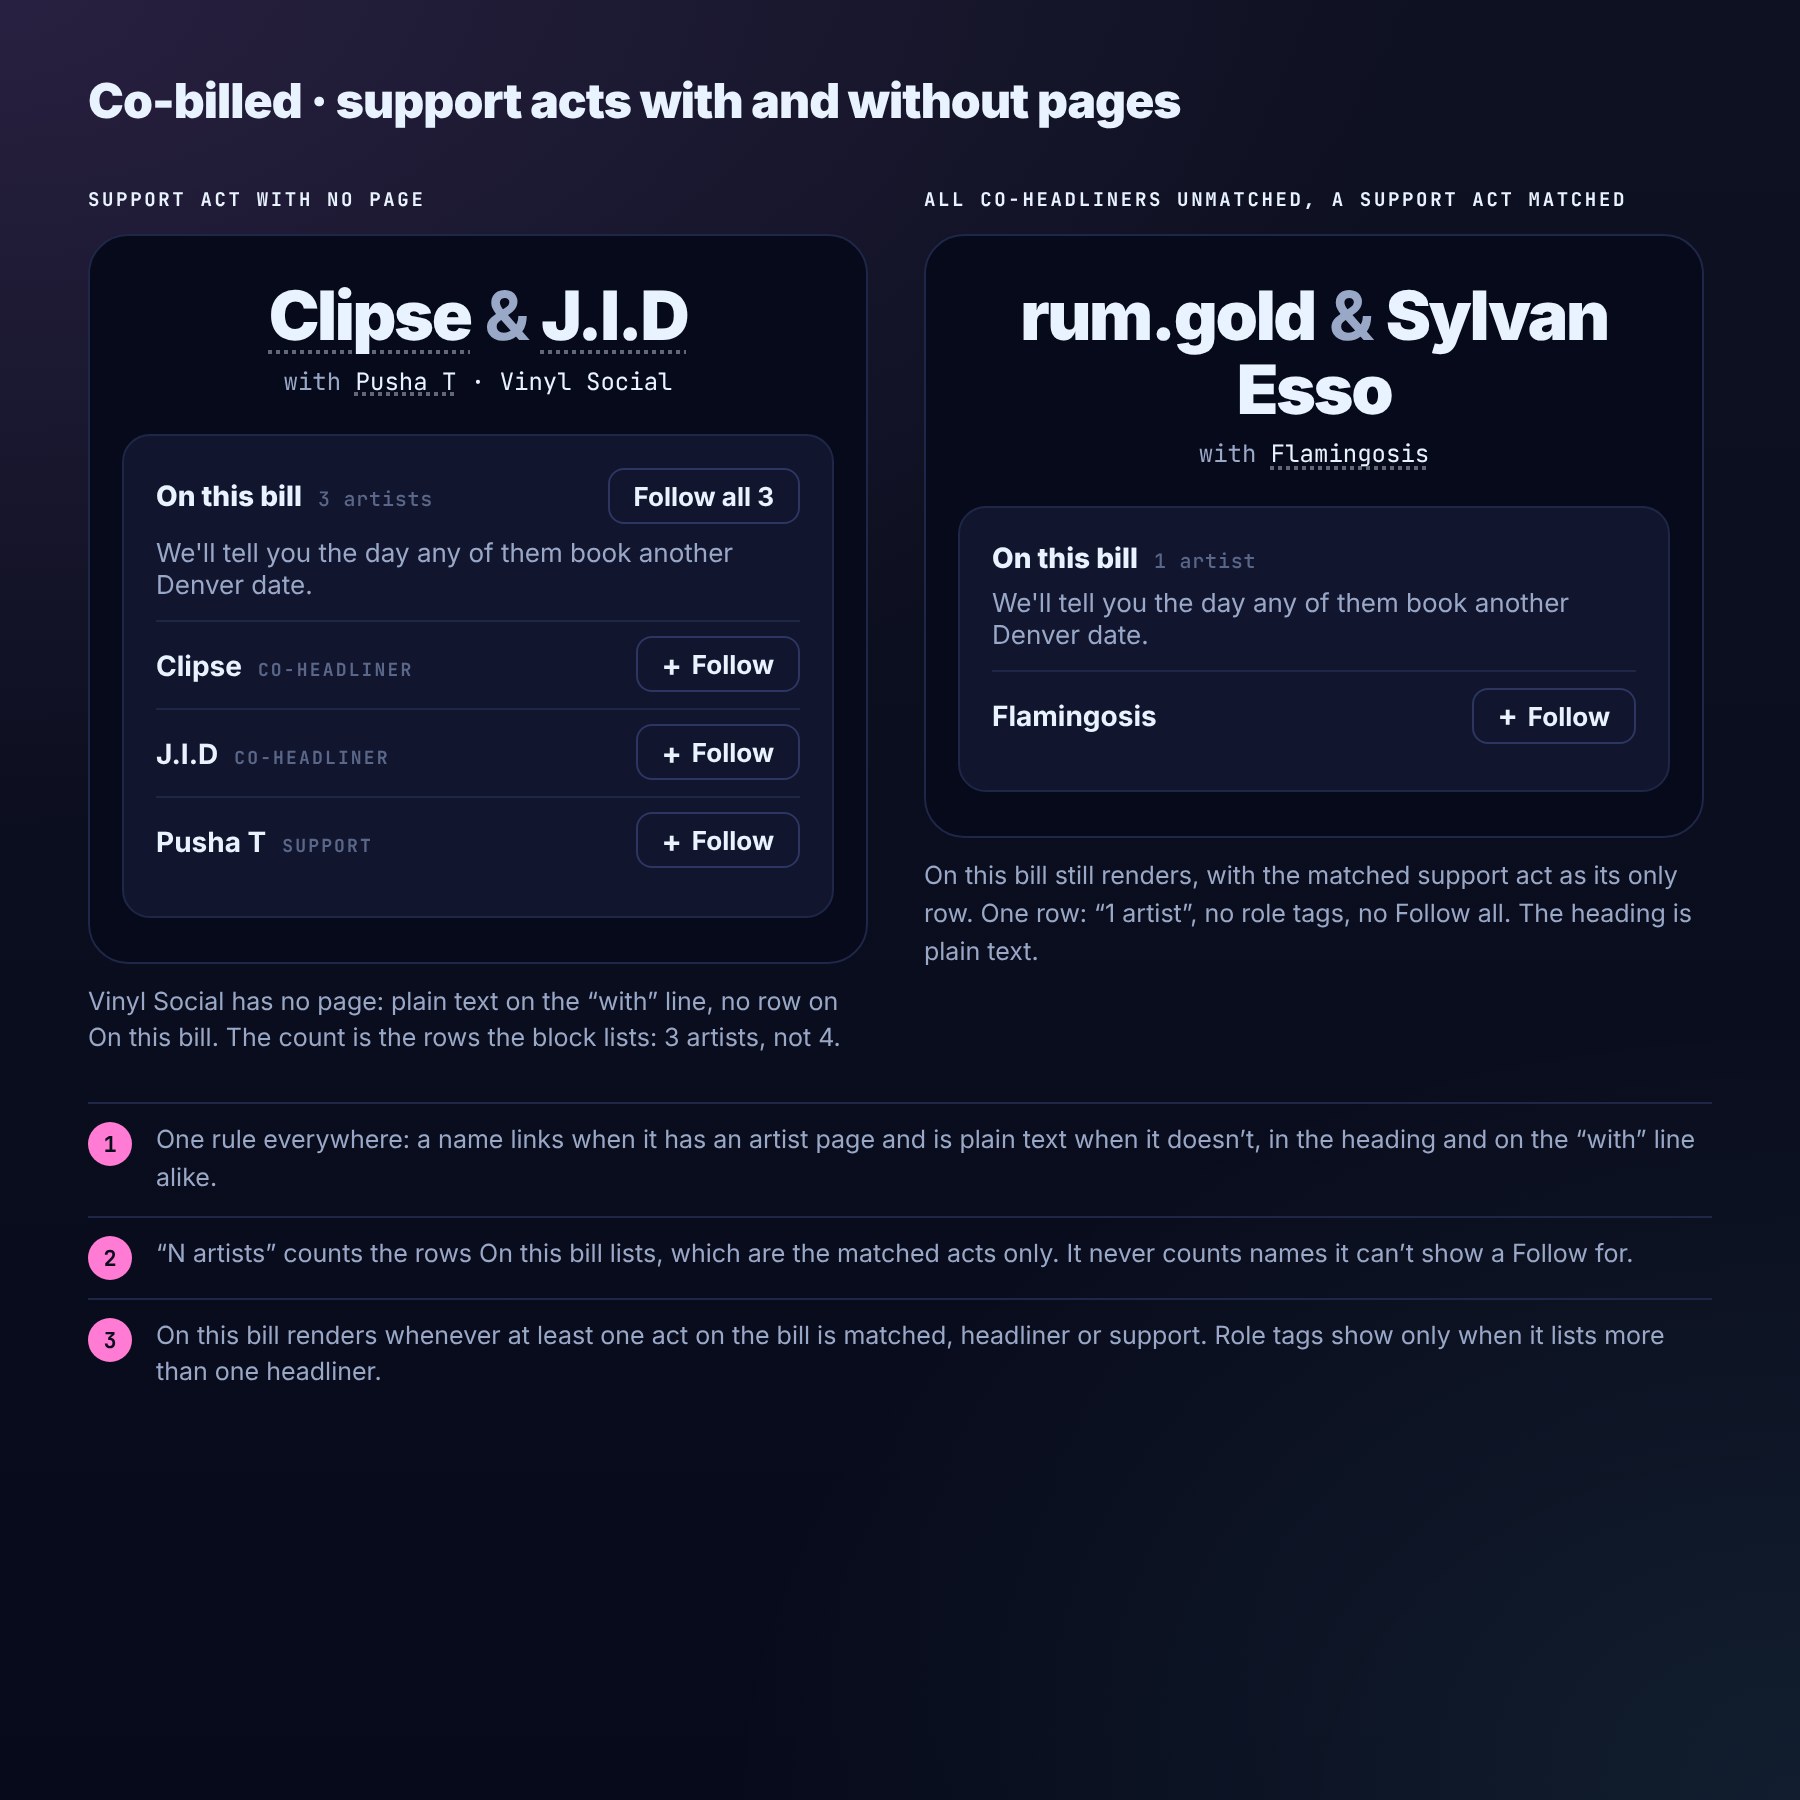 Co-billed · support acts with and without pages
SUPPORT ACT WITH NO PAGE
Clipse & J.I.D
with Pusha T · Vinyl Social
On this bill 3 artists Follow all 3
We'll tell you the day any of them book another
Denver date.
Clipse CO-HEADLINER + Follow
J.I.D CO-HEADLINER + Follow
Pusha T SUPPORT + Follow
Vinyl Social has no page: plain text on the “with” line, no row on
On this bill. The count is the rows the block lists: 3 artists, not 4.
ALL CO-HEADLINERS UNMATCHED, A SUPPORT ACT MATCHED
rum.gold & Sylvan
Esso
with Flamingosis
On this bill 1 artist
We'll tell you the day any of them book another
Denver date.
Flamingosis + Follow
On this bill still renders, with the matched support act as its only
row. One row: “1 artist”, no role tags, no Follow all. The heading is
plain text.
1 One rule everywhere: a name links when it has an artist page and is plain text when it doesn’t, in the heading and on the “with” line
alike.
2 “N artists” counts the rows On this bill lists, which are the matched acts only. It never counts names it can’t show a Follow for.
3 On this bill renders whenever at least one act on the bill is matched, headliner or support. Role tags show only when it lists more
than one headliner.